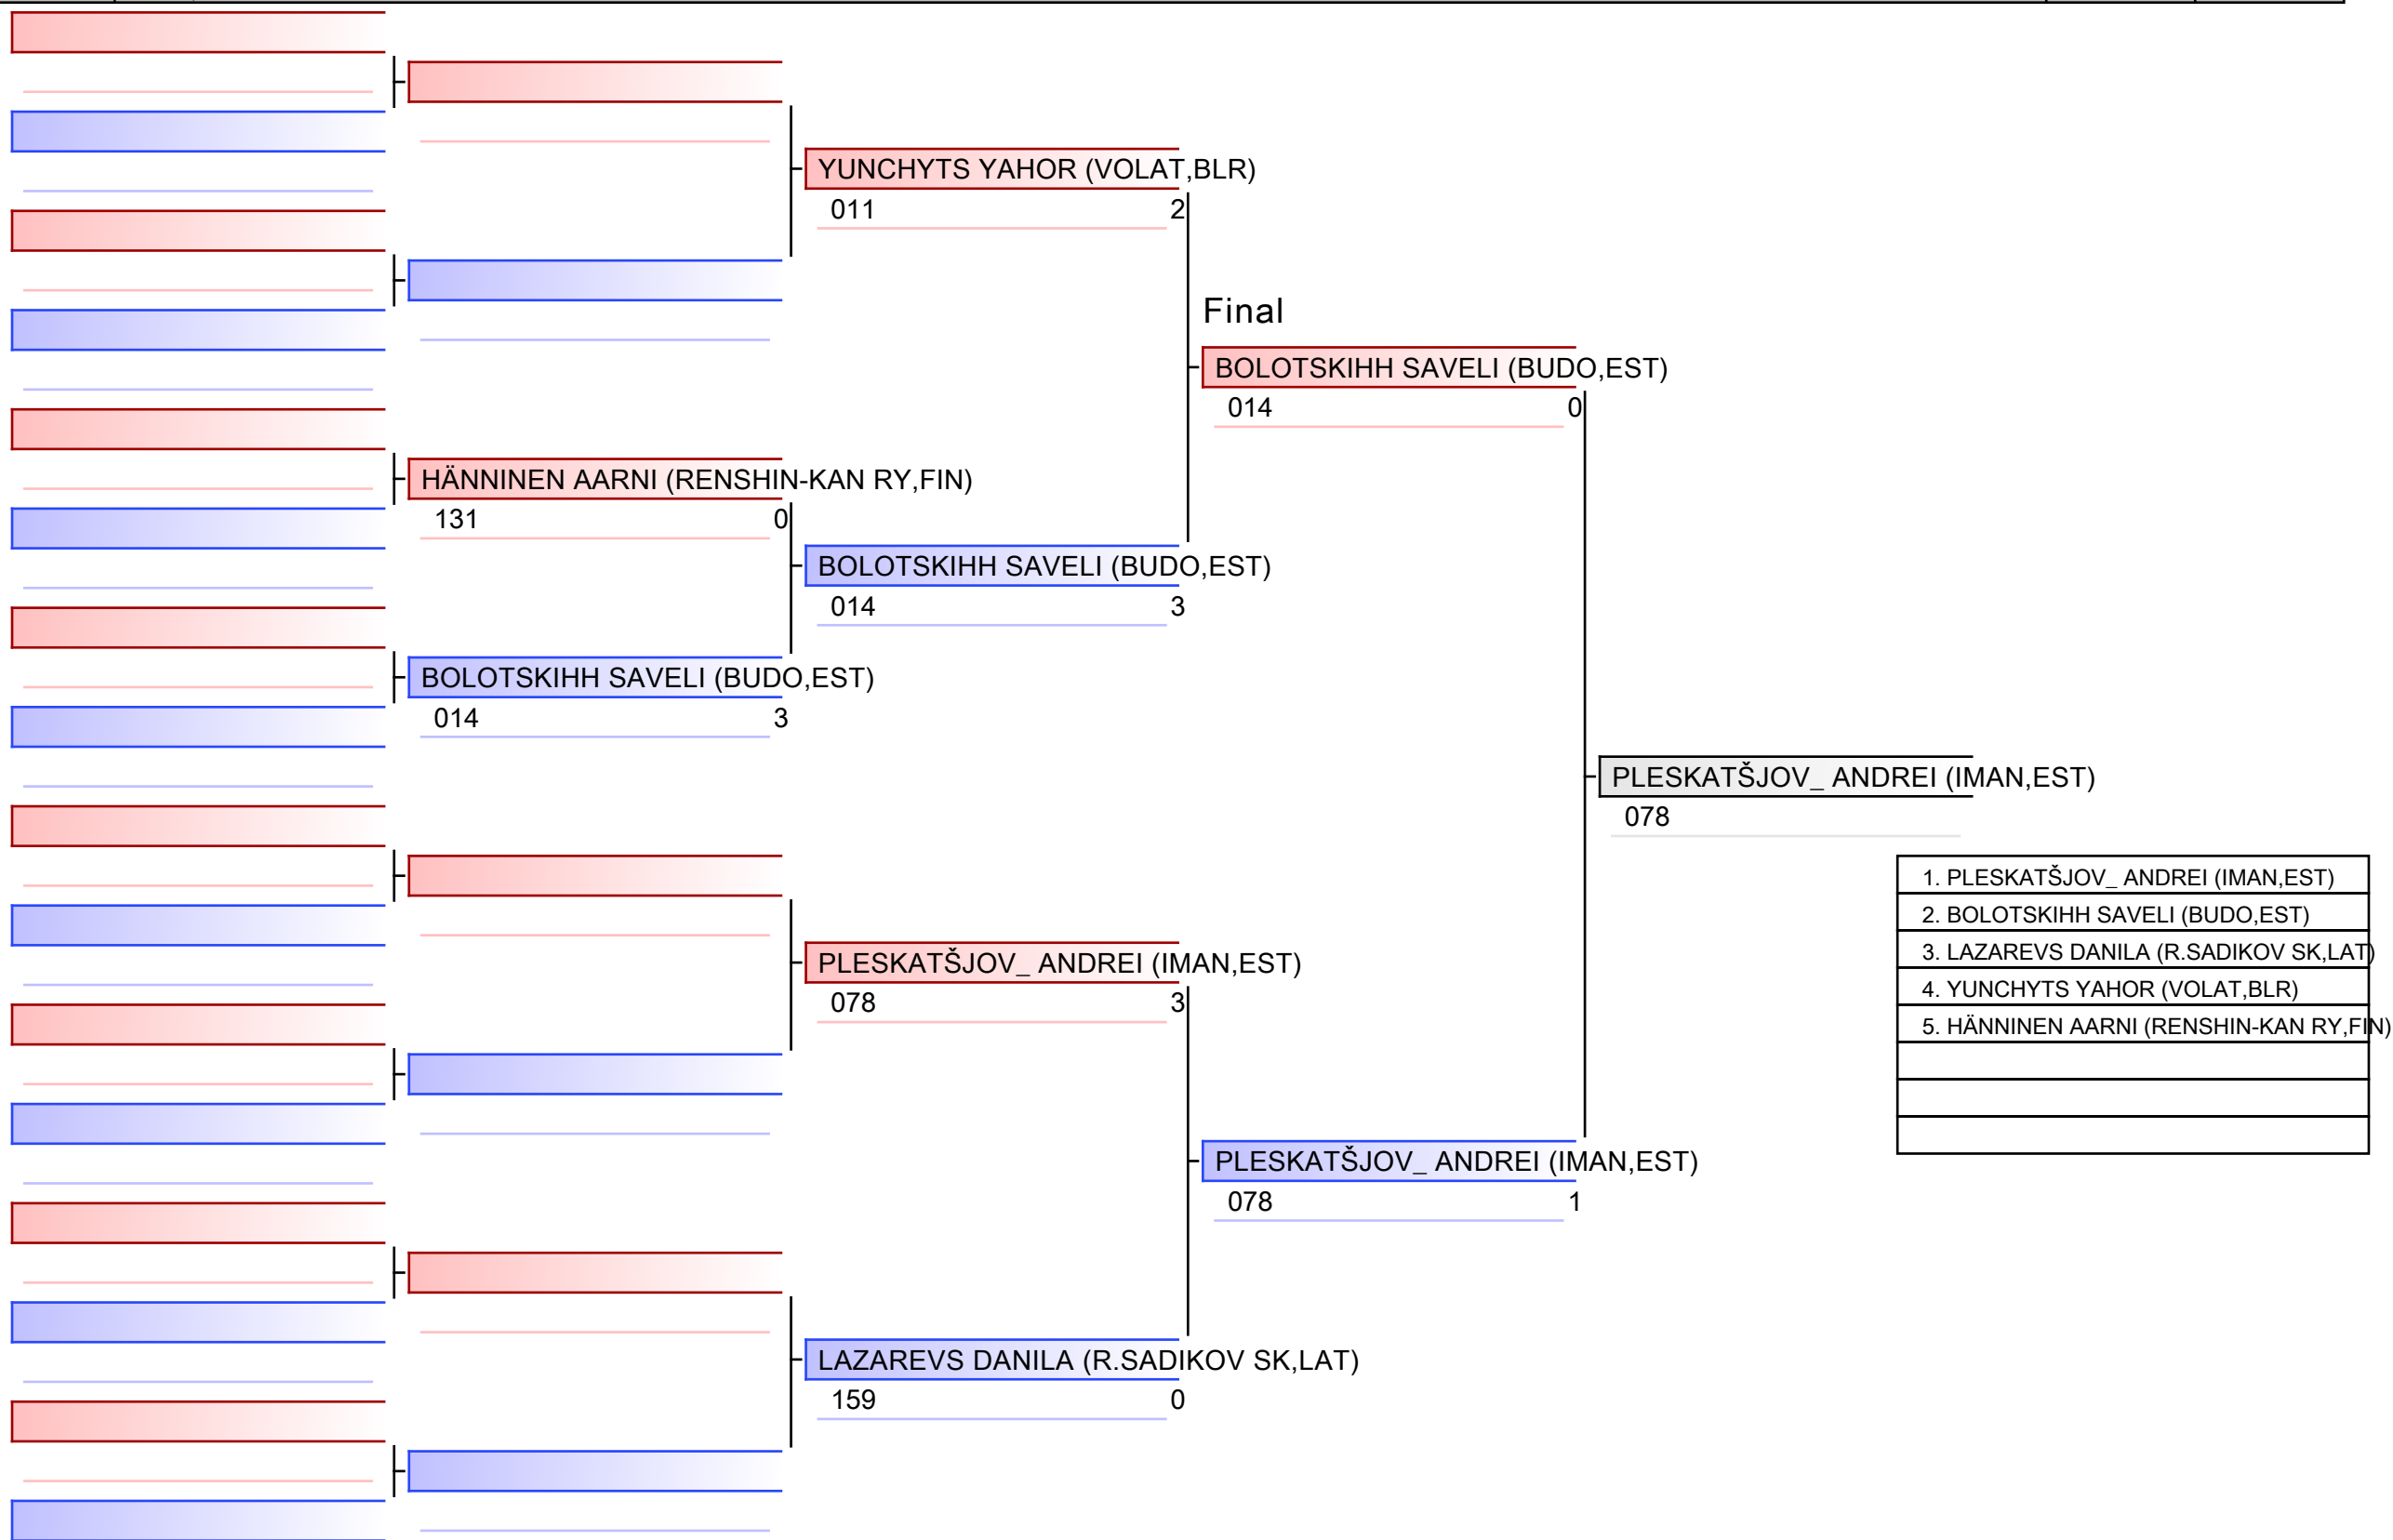 YUNCHYTS YAHOR (VOLAT,BLR)
011 2
Final
BOLOTSKIHH SAVELI (BUDO,EST)
014 0
HÄNNINEN AARNI (RENSHIN-KAN RY,FIN)
131 0
BOLOTSKIHH SAVELI (BUDO,EST)
014 3
BOLOTSKIHH SAVELI (BUDO,EST)
014 3
PLESKATŠJOV_ ANDREI (IMAN,EST)
078
1. PLESKATŠJOV_ ANDREI (IMAN,EST)
2. BOLOTSKIHH SAVELI (BUDO,EST)
3. LAZAREVS DANILA (R.SADIKOV SK,LAT)
4. YUNCHYTS YAHOR (VOLAT,BLR)
5. HÄNNINEN AARNI (RENSHIN-KAN RY,FIN)
PLESKATŠJOV_ ANDREI (IMAN,EST)
078 3
PLESKATŠJOV_ ANDREI (IMAN,EST)
078 1
LAZAREVS DANILA (R.SADIKOV SK,LAT)
159 0